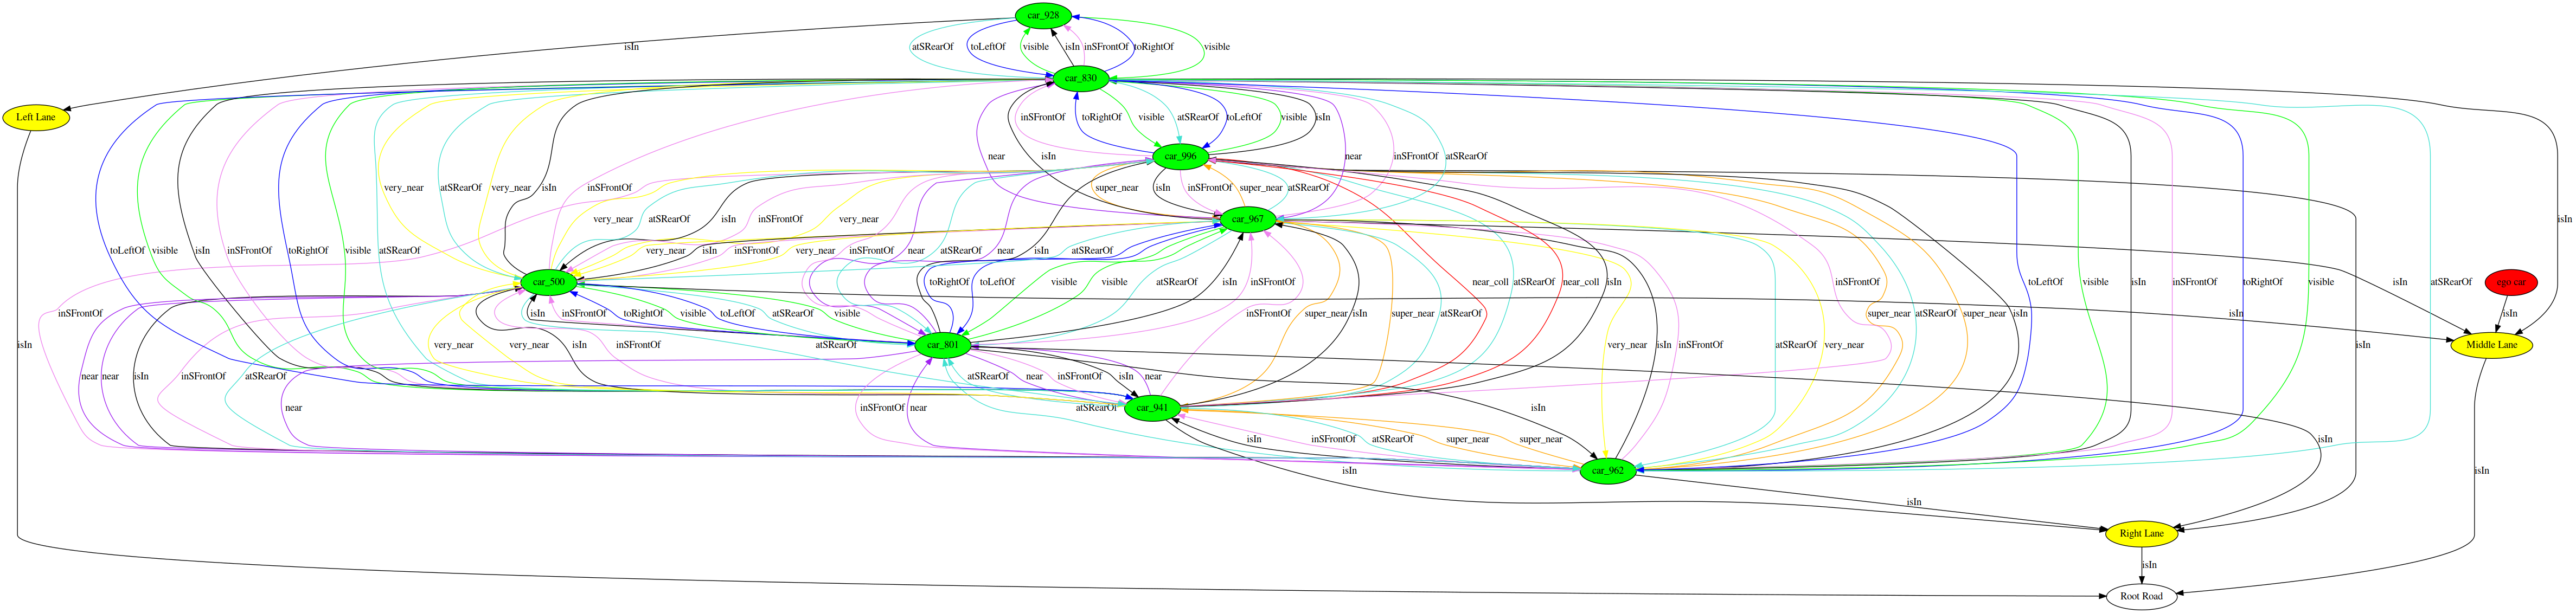 car_928
isIn
atSRearOf
toLeftOf
visible
isIn
inSFrontOf
toRightOf
visible
car_830
Left Lane
inSFrontOf
toRightOf
visible
atSRearOf
toLeftOf
visible
isIn
near
isIn
car_996
near
inSFrontOf
atSRearOf
very_near
atSRearOf
very_near
isIn
inSFrontOf
super_near
isIn
inSFrontOf
super_near
atSRearOf
very_near
atSRearOf
isIn
inSFrontOf
very_near
car_967
isIn
toLeftOf
visible
isIn
inSFrontOf
toRightOf
visible
atSRearOf
very_near
isIn
inSFrontOf
very_near
atSRearOf
near
inSFrontOf
atSRearOf
near
isIn
car_500
toRightOf
toLeftOf
visible
visible
atSRearOf
isIn
inSFrontOf
near_coll
atSRearOf
near_coll
isIn
toLeftOf
visible
isIn
inSFrontOf
toRightOf
visible
isIn
atSRearOf
ego car
inSFrontOf
isIn
inSFrontOf
toRightOf
visible
toLeftOf
atSRearOf
visible
inSFrontOf
super_near
isIn
super_near
atSRearOf
super_near
atSRearOf
super_near
isIn
isIn
isIn
isIn
very_near
very_near
isIn
inSFrontOf
atSRearOf
car_801
very_near
isIn
inSFrontOf
atSRearOf
very_near
isIn
Middle Lane
near
near
isIn
inSFrontOf
atSRearOf
atSRearOf
near
inSFrontOf
isIn
near
near
inSFrontOf
near
atSRearOf
car_941
isIn
isIn
inSFrontOf
atSRearOf
super_near
super_near
isIn
isIn
car_962
isIn
isIn
Right Lane
isIn
Root Road